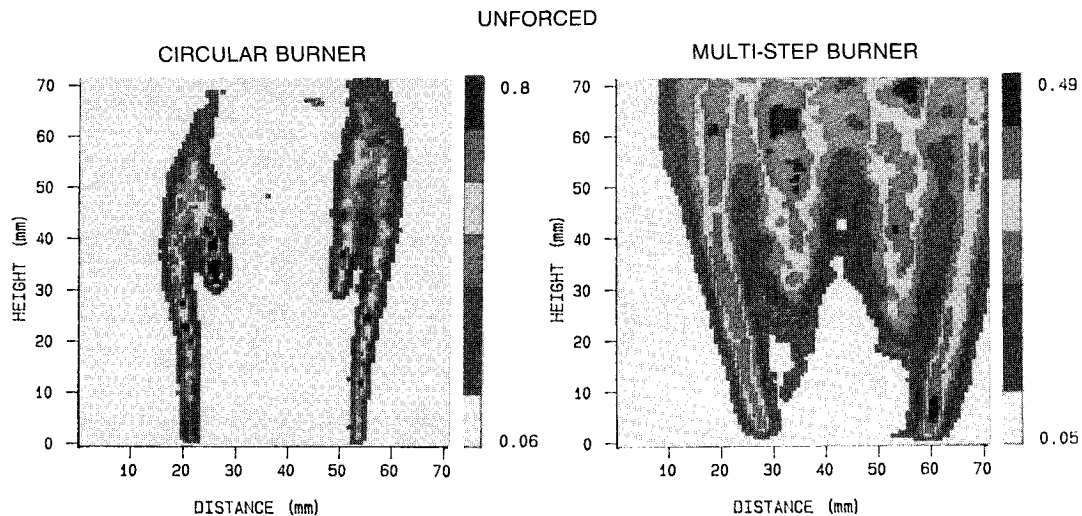 UNFORCED
CIRCULAR BURNER
MULTI-STEP BURNER
70
60
50
40
30
20
10
0
HEIGHT (mm)
10 20 30 40 50 60 70
DISTANCE (mm)
0.8
0.06
70
60
50
40
30
20
10
0
HEIGHT (mm)
10 20 30 40 50 60 70
DISTANCE (mm)
0.49
0.05